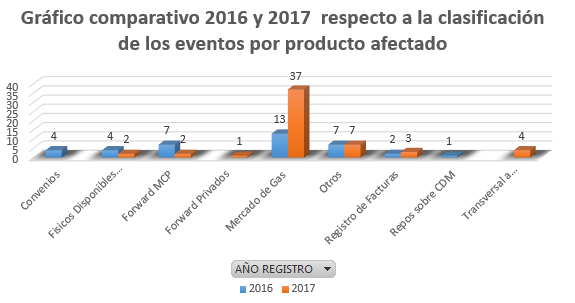 Gráfico comparativo 2016 y 2017 respecto a la clasificación
de los eventos por producto afectado
40
35
30
25
20
15
10
5
0
4
4
2
7
2
1
13
37
7
7
2
3
1
4
Convenios
Fisicos Disponibles...
Forward MCP
Forward Privados
Mercado de Gas
Otros
Registro de Facturas
Repos sobre CDM
Transversal a...
AÑO REGISTRO
2016 2017